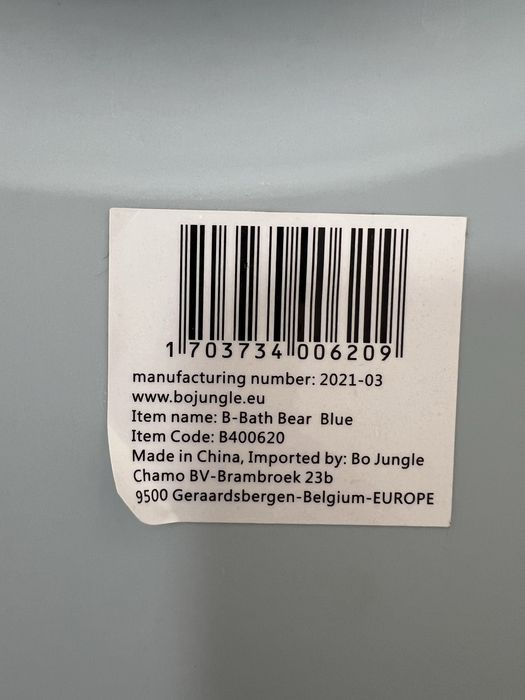 1 703734 006209
manufacturing number: 2021-03
www.bojungle.eu
Item name: B-Bath Bear Blue
Item Code: B400620
Made in China, Imported by: Bo Jungle
Chamo BV-Brambroek 23b
9500 Geraardsbergen-Belgium-EUROPE